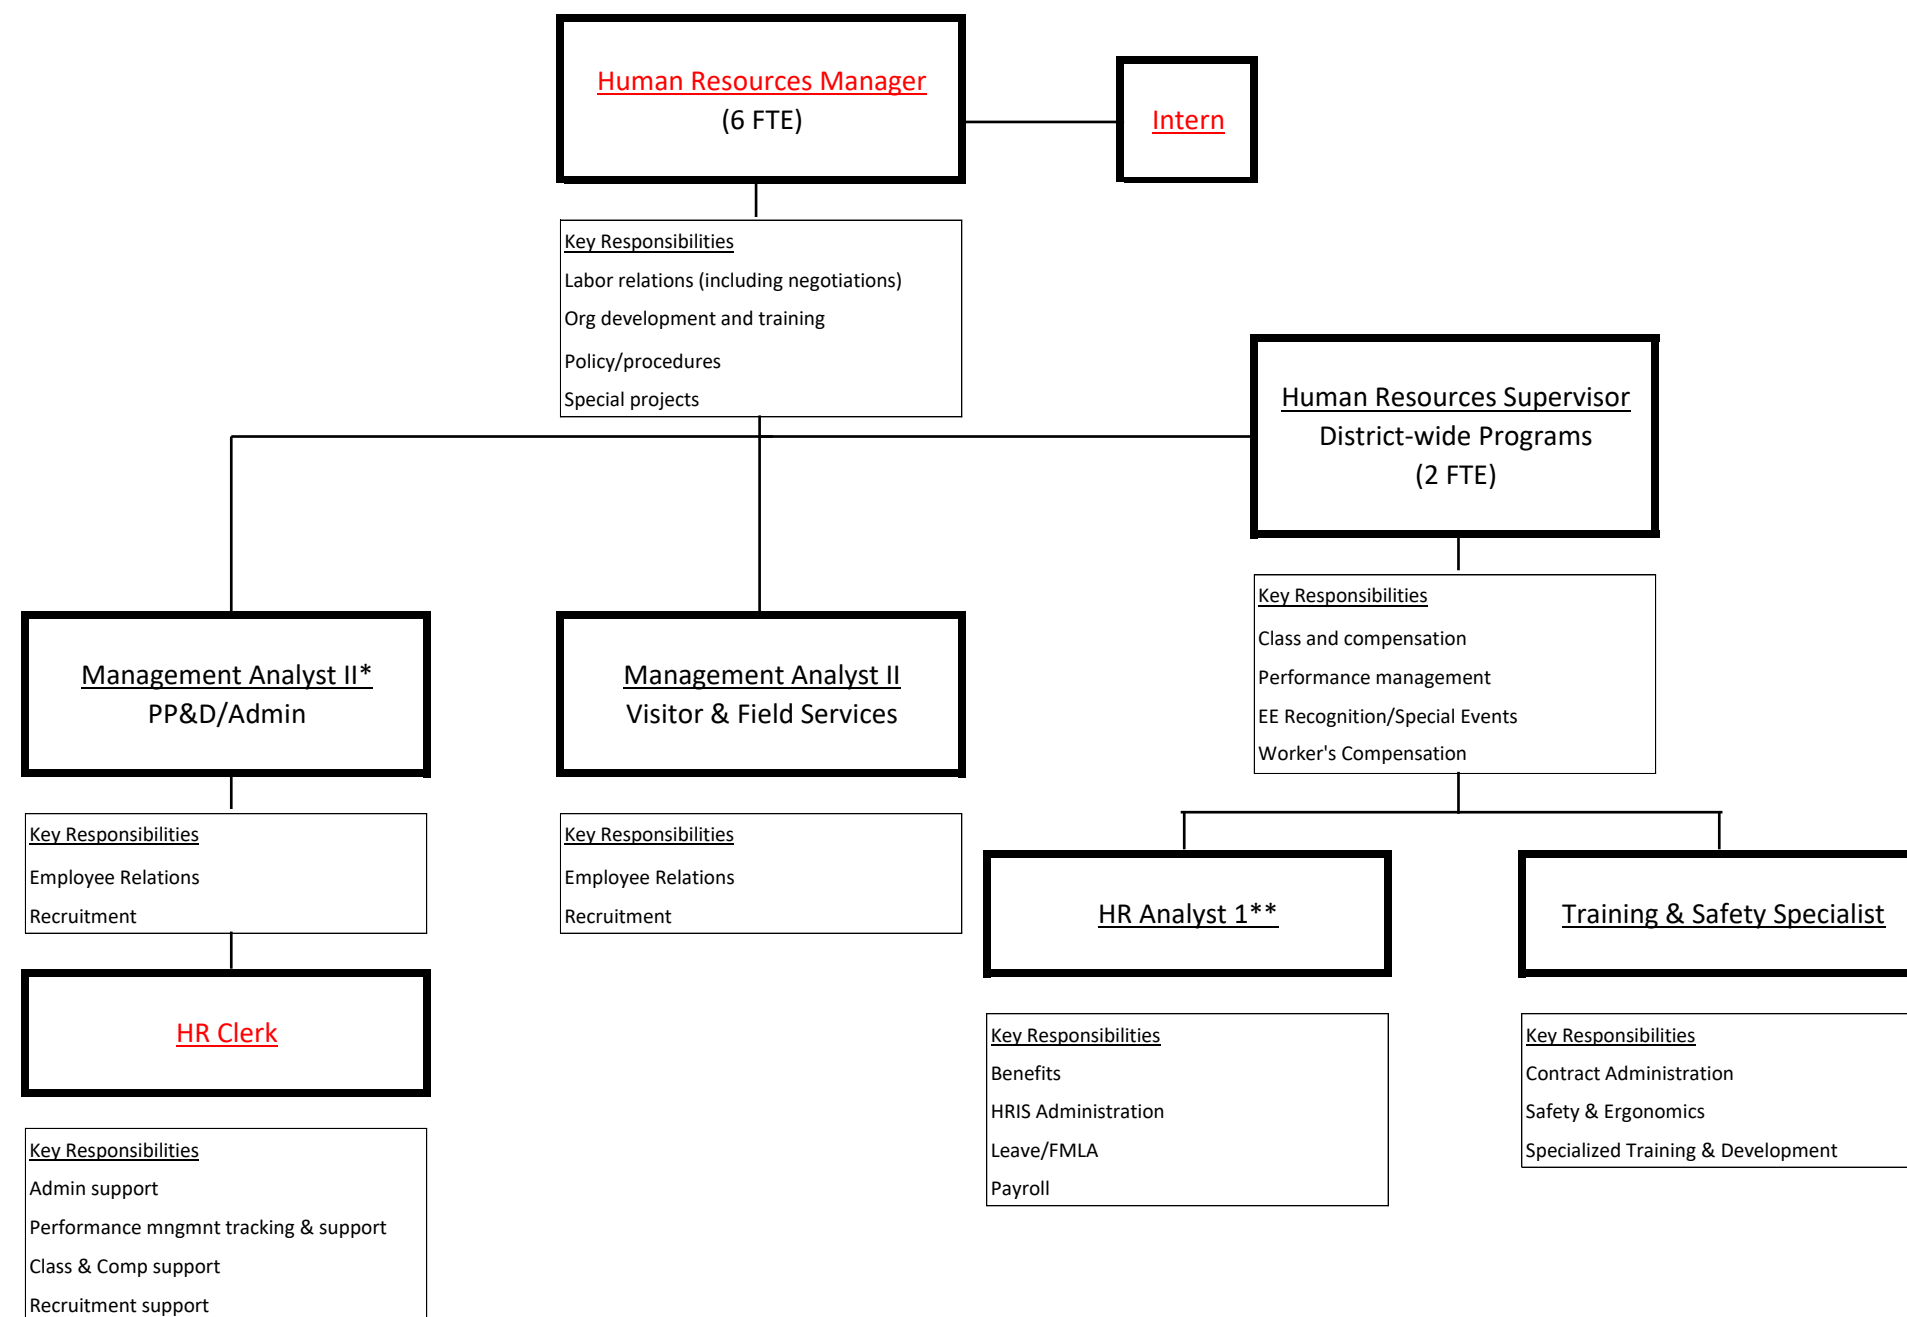 Human Resources Manager
(6 FTE)
Intern
Key Responsibilities
Labor relations (including negotiations)
Org development and training
Policy/procedures
Special projects
Human Resources Supervisor
District-wide Programs
(2 FTE)
Key Responsibilities
Class and compensation
Performance management
EE Recognition/Special Events
Worker's Compensation
Management Analyst II*
PP&D/Admin
Key Responsibilities
Employee Relations
Recruitment
Management Analyst II
Visitor & Field Services
Key Responsibilities
Employee Relations
Recruitment
HR Clerk
Key Responsibilities
Admin support
Performance mngmnt tracking & support
Class & Comp support
Recruitment support
HR Analyst 1**
Key Responsibilities
Benefits
HRIS Administration
Leave/FMLA
Payroll
Training & Safety Specialist
Key Responsibilities
Contract Administration
Safety & Ergonomics
Specialized Training & Development